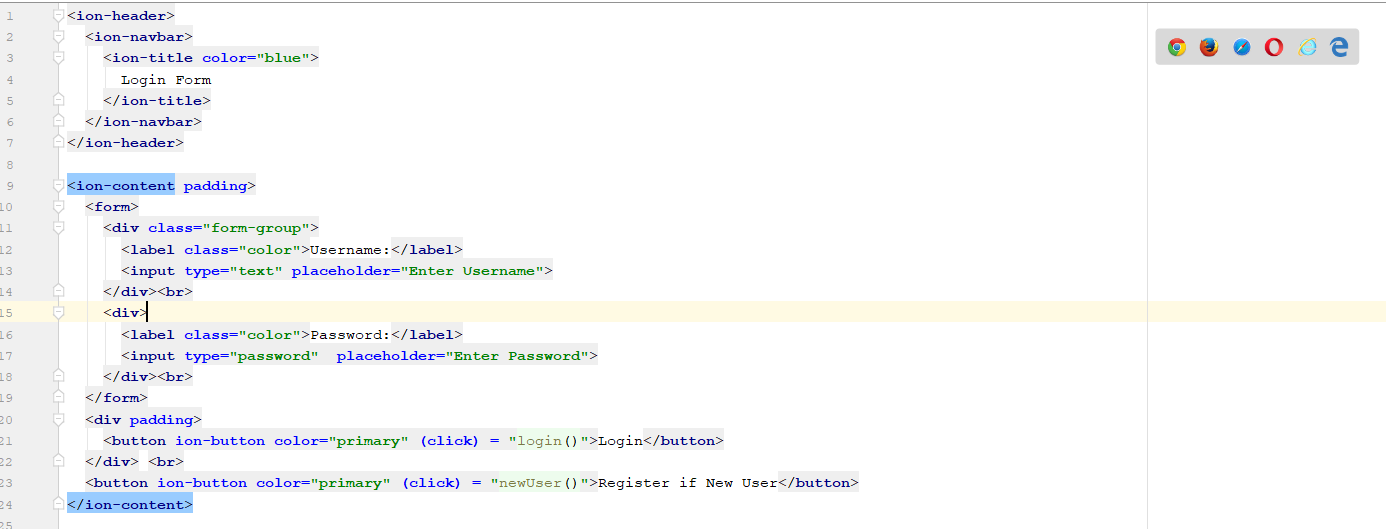 1 <ion-header>
2 <ion-navbar>
3 <ion-title color="blue">
4 Login Form
5 </ion-title>
6 </ion-navbar>
7 </ion-header>
8
9 <ion-content padding>
10 <form>
11 <div class="form-group">
12 <label class="color">Username:</label>
13 <input type="text" placeholder="Enter Username">
14 </div><br>
15 <div>
16 <label class="color">Password:</label>
17 <input type="password"  placeholder="Enter Password">
18 </div><br>
19 </form>
20 <div padding>
21 <button ion-button color="primary" (click) = "login()">Login</button>
22 </div> <br>
23 <button ion-button color="primary" (click) = "newUser()">Register if New User</button>
24 </ion-content>
25